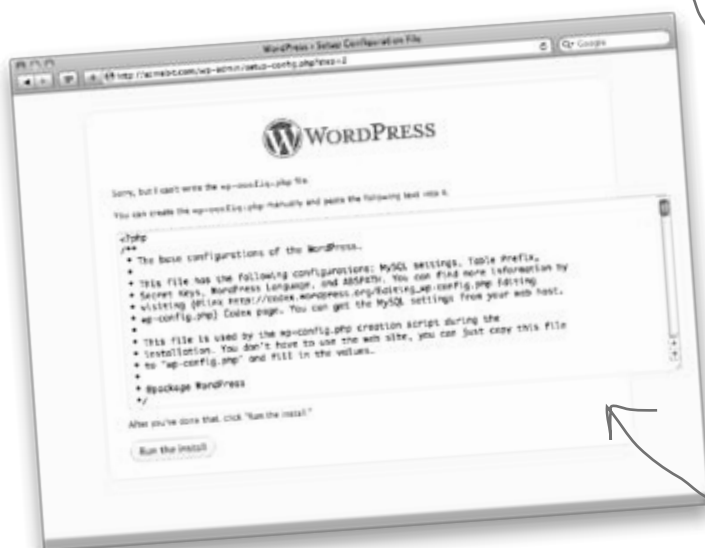 WordPress › Setup Configuration File
http://acmebit.com/wp-admin/setup-config.php?step=2
Google
WORDPRESS
Sorry, but I can't write the wp-config.php file.
You can create the wp-config.php manually and paste the following text into it.
<?php
/**
* The base configurations of the WordPress.
*
* This file has the following configurations: MySQL settings, Table Prefix,
* Secret Keys, WordPress Language, and ABSPATH. You can find more information by
* visiting {@link http://codex.wordpress.org/Editing_wp-config.php Editing
* wp-config.php} Codex page. You can get the MySQL settings from your web host.
*
* This file is used by the wp-config.php creation script during the
* installation. You don't have to use the web site, you can just copy this file
* to "wp-config.php" and fill in the values.
*
* @package WordPress
*/
After you've done that, click "Run the install."
Run the install